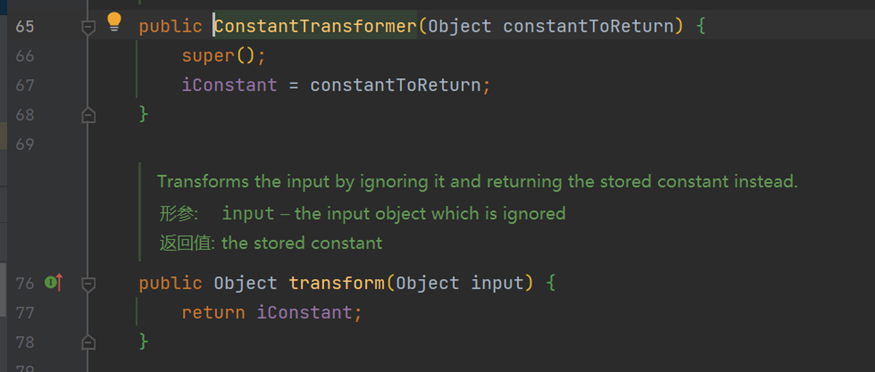 65 public ConstantTransformer(Object constantToReturn) {
66 super();
67 iConstant = constantToReturn;
68 }
69
Transforms the input by ignoring it and returning the stored constant instead.
形参: input – the input object which is ignored
返回值: the stored constant
76 public Object transform(Object input) {
77 return iConstant;
78 }